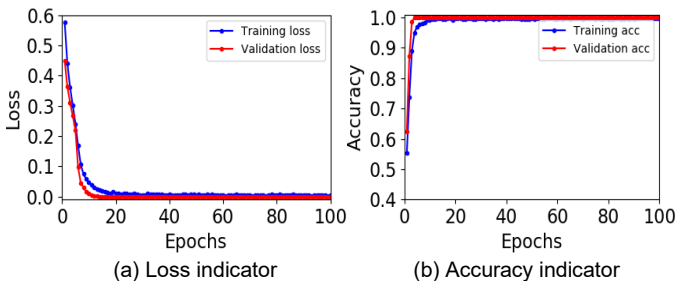 0.6
0.5
0.4
0.3
0.2
0.1
0.0
Loss
Training loss
Validation loss
0 20 40 60 80 100
Epochs
(a) Loss indicator
1.0
0.9
0.8
0.7
0.6
0.5
0.4
Accuracy
Training acc
Validation acc
0 20 40 60 80 100
Epochs
(b) Accuracy indicator